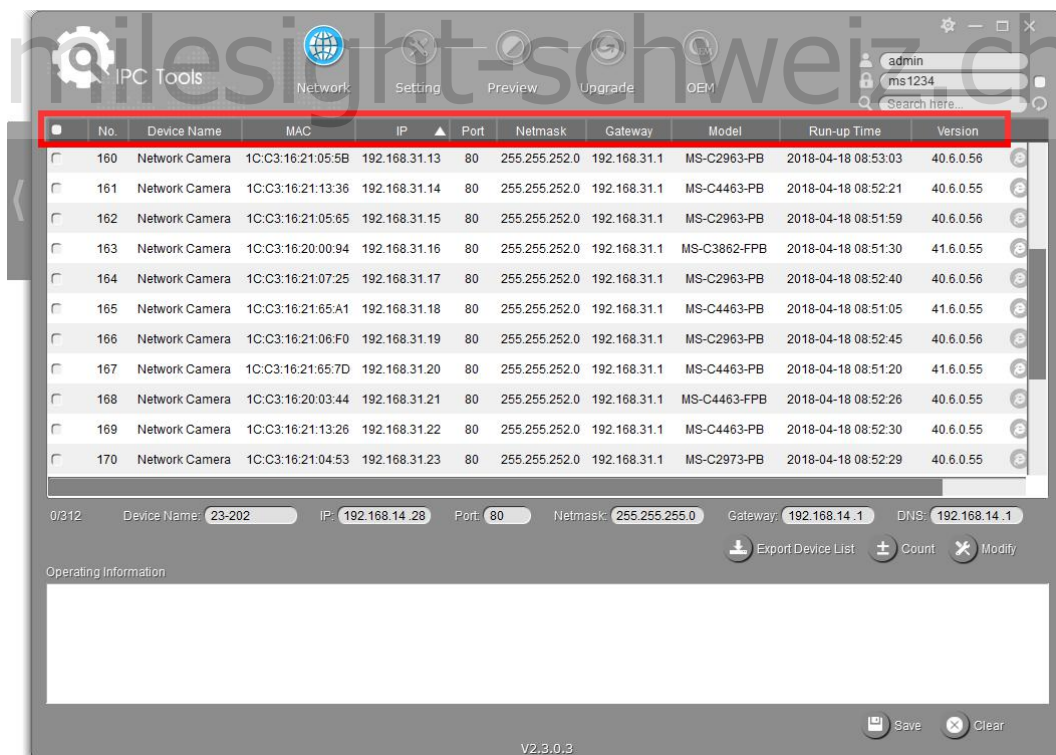 milesight-schweiz.ch
IPC Tools
Network Setting Preview Upgrade OEM
admin
ms1234
Search here...
No. Device Name MAC IP Port Netmask Gateway Model Run-up Time Version
160 Network Camera 1C:C3:16:21:05:5B 192.168.31.13 80 255.255.252.0 192.168.31.1 MS-C2963-PB 2018-04-18 08:53:03 40.6.0.56
161 Network Camera 1C:C3:16:21:13:36 192.168.31.14 80 255.255.252.0 192.168.31.1 MS-C4463-PB 2018-04-18 08:52:21 40.6.0.55
162 Network Camera 1C:C3:16:21:05:65 192.168.31.15 80 255.255.252.0 192.168.31.1 MS-C2963-PB 2018-04-18 08:51:59 40.6.0.56
163 Network Camera 1C:C3:16:20:00:94 192.168.31.16 80 255.255.252.0 192.168.31.1 MS-C3862-FPB 2018-04-18 08:51:30 41.6.0.55
164 Network Camera 1C:C3:16:21:07:25 192.168.31.17 80 255.255.252.0 192.168.31.1 MS-C2963-PB 2018-04-18 08:52:40 40.6.0.56
165 Network Camera 1C:C3:16:21:65:A1 192.168.31.18 80 255.255.252.0 192.168.31.1 MS-C4463-PB 2018-04-18 08:51:05 41.6.0.55
166 Network Camera 1C:C3:16:21:06:F0 192.168.31.19 80 255.255.252.0 192.168.31.1 MS-C2963-PB 2018-04-18 08:52:45 40.6.0.56
167 Network Camera 1C:C3:16:21:65:7D 192.168.31.20 80 255.255.252.0 192.168.31.1 MS-C4463-PB 2018-04-18 08:51:20 41.6.0.55
168 Network Camera 1C:C3:16:20:03:44 192.168.31.21 80 255.255.252.0 192.168.31.1 MS-C4463-FPB 2018-04-18 08:52:26 40.6.0.55
169 Network Camera 1C:C3:16:21:13:26 192.168.31.22 80 255.255.252.0 192.168.31.1 MS-C4463-PB 2018-04-18 08:52:30 40.6.0.55
170 Network Camera 1C:C3:16:21:04:53 192.168.31.23 80 255.255.252.0 192.168.31.1 MS-C2973-PB 2018-04-18 08:52:29 40.6.0.55
0/312 Device Name: 23-202 IP: 192.168.14 .28 Port: 80 Netmask: 255.255.255.0 Gateway: 192.168.14 .1 DNS: 192.168.14 .1
Export Device List Count Modify
Operating Information
Save Clear
V2.3.0.3